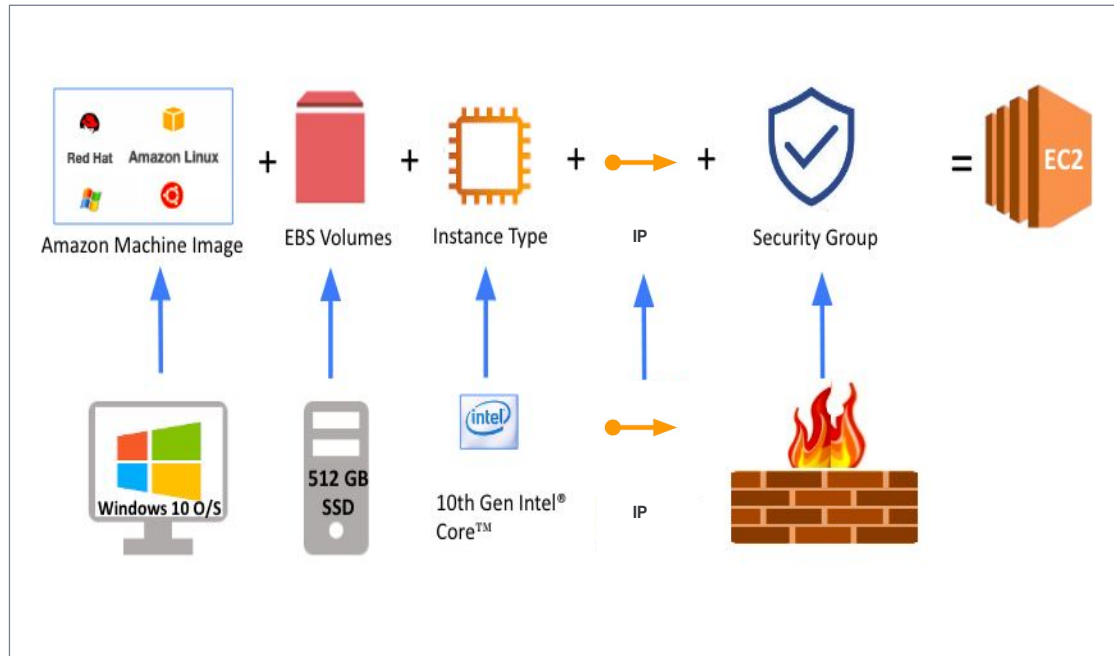 Red Hat Amazon Linux
+ + + + = EC2
Amazon Machine Image
EBS Volumes
Instance Type
IP
Security Group
Windows 10 O/S
512 GB
SSD
intel
10th Gen Intel®
Core™
IP